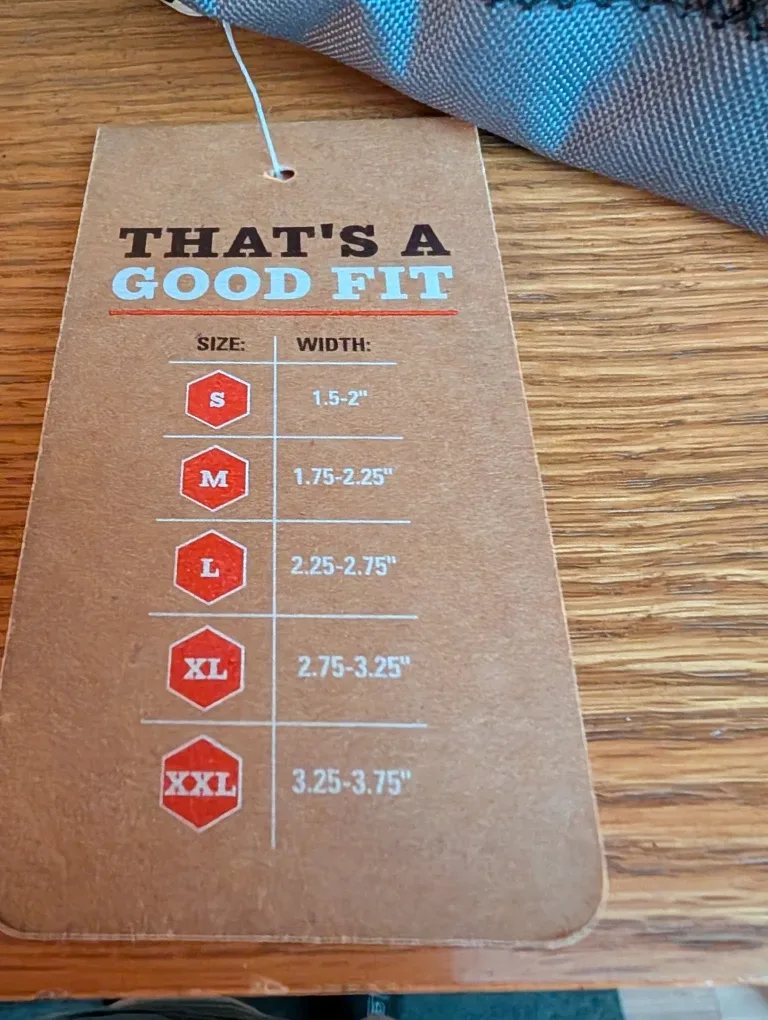 THAT'S A
GOOD FIT
SIZE: WIDTH:
S 1.5-2"
M 1.75-2.25"
L 2.25-2.75"
XL 2.75-3.25"
XXL 3.25-3.75"